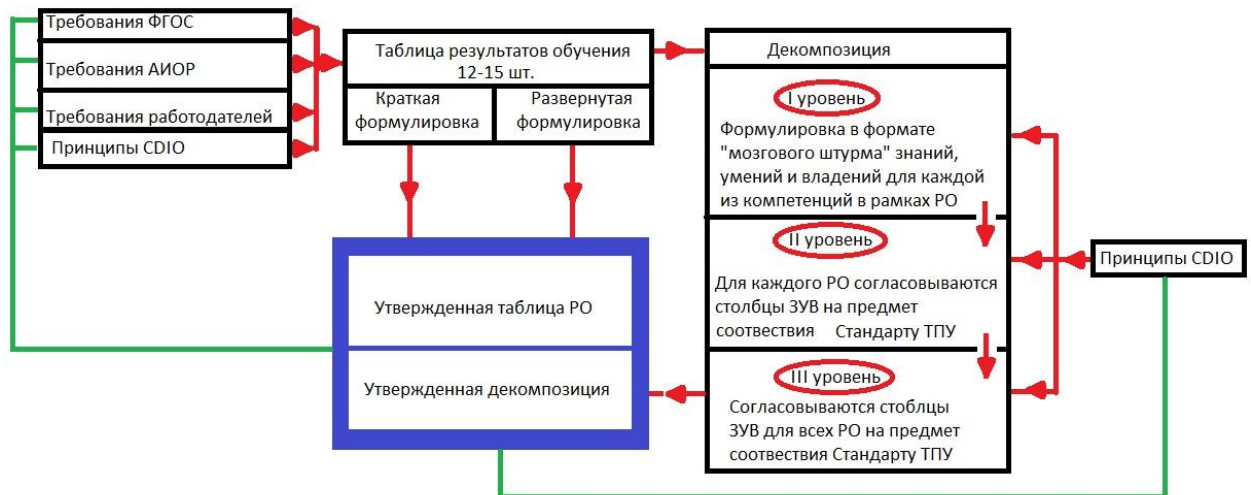 Требования ФГОС
Требования АИОР
Требования работодателей
Принципы CDIO
Таблица результатов обучения
12-15 шт.
Краткая
формулировка
Развернутая
формулировка
Утвержденная таблица РО
Утвержденная декомпозиция
Декомпозиция
I уровень
Формулировка в формате
"мозгового штурма" знаний,
умений и владений для каждой
из компетенций в рамках РО
II уровень
Для каждого РО согласовываются
столбцы ЗУВ на предмет
соотвествия Стандарту ТПУ
III уровень
Согласовываются стоблцы
ЗУВ для всех РО на предмет
соотвествия Стандарту ТПУ
Принципы CDIO